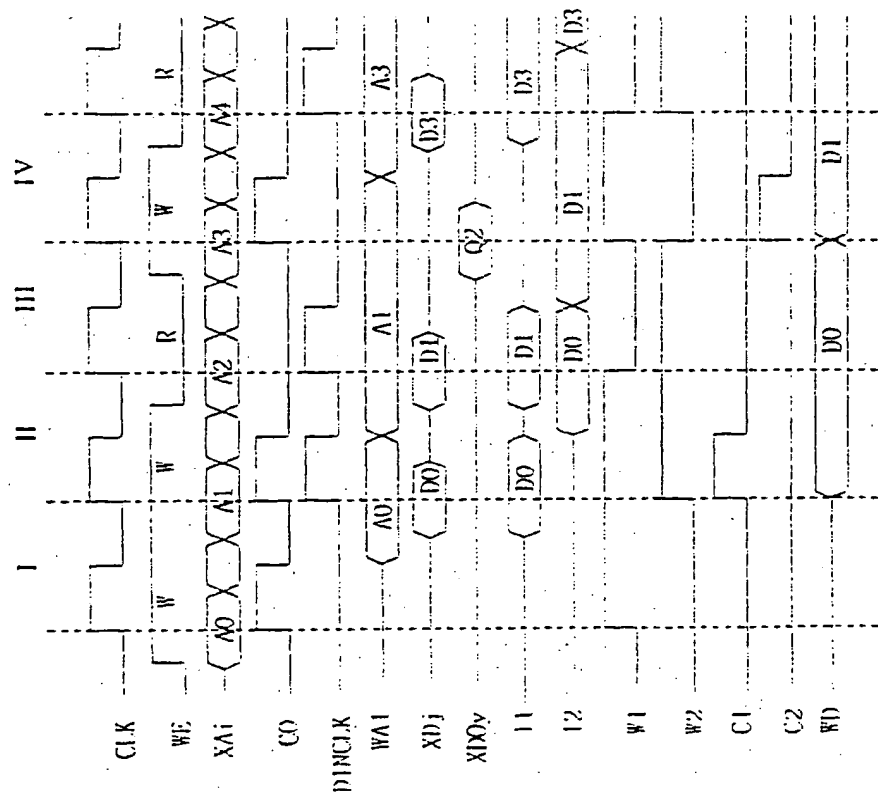 I II III IV
CLK
WE W W R W R
XAi A0 A1 A2 A3 A4
C0
DINCLK
WA1 A0 A1 A3
XDj D0 D1 D3
XDOy Q2
I1 D0 D1 D3
I2 D0 D1 D3
W1
W2
C1
C2
WD D0 D1